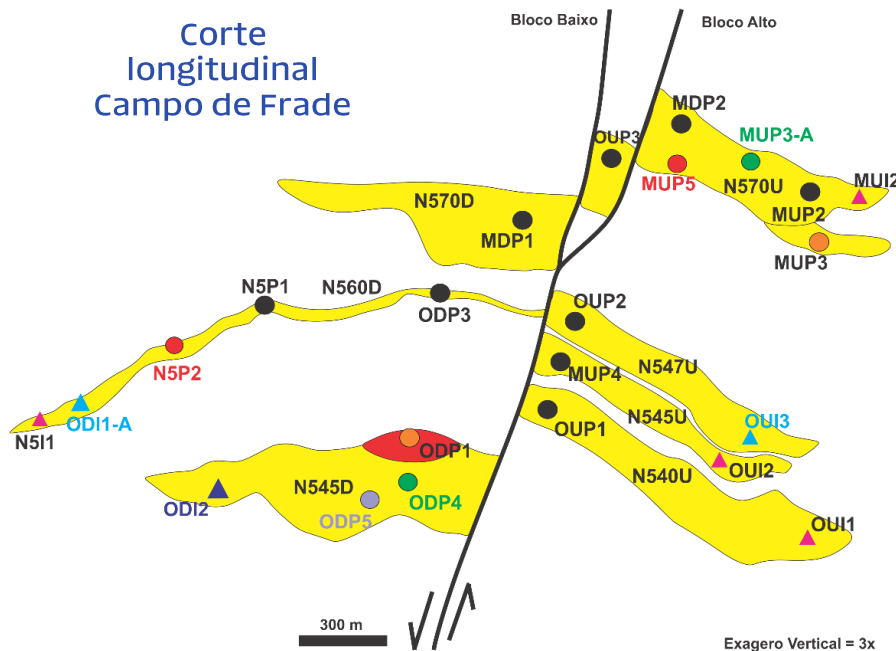 Corte
longitudinal
Campo de Frade
Bloco Baixo
Bloco Alto
MDP2
OUP3
MUP3-A
MUP5
N570U
MUI2
MUP2
MUP3
N570D
MDP1
N5P1
N560D
ODP3
OUP2
N5P2
MUP4
N547U
N5I1
ODI1-A
OUP1
N545U
OUI3
OUI2
ODP1
N540U
N545D
ODP4
ODI2
ODP5
OUI1
300 m
Exagero Vertical = 3x